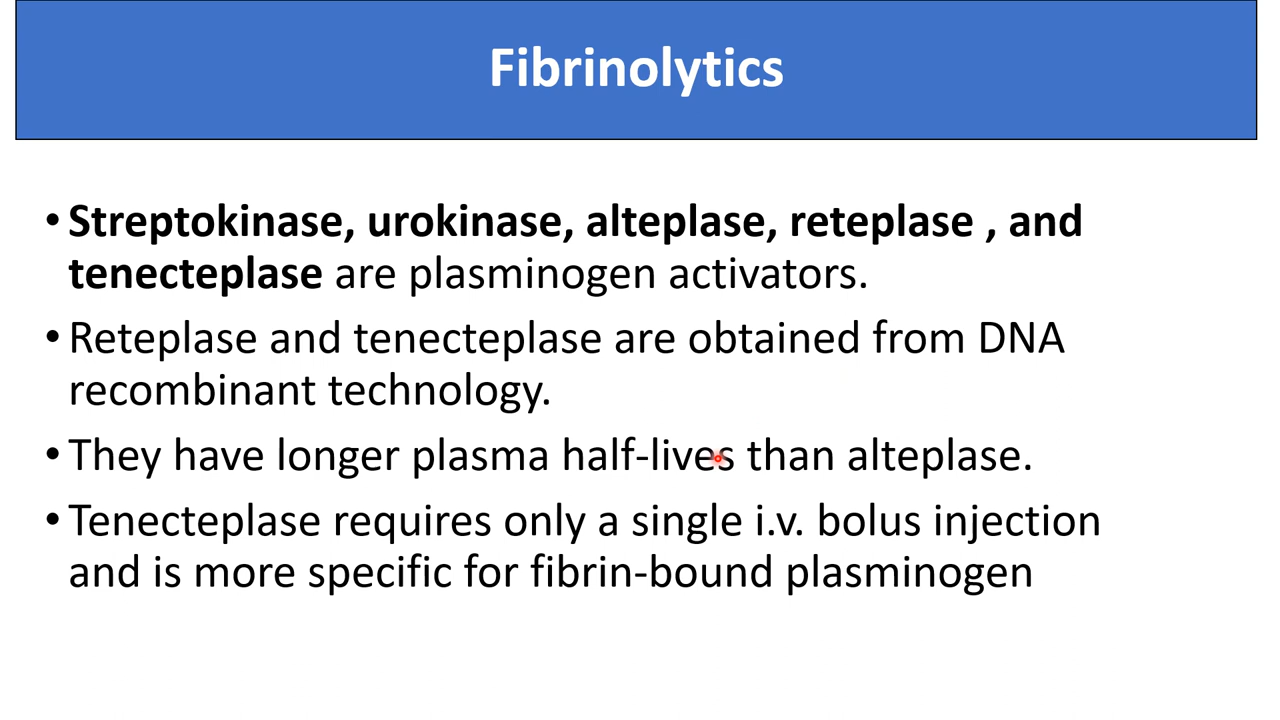 Fibrinolytics
• Streptokinase, urokinase, alteplase, reteplase , and
tenecteplase are plasminogen activators.
• Reteplase and tenecteplase are obtained from DNA
recombinant technology.
• They have longer plasma half-lives than alteplase.
• Tenecteplase requires only a single i.v. bolus injection
and is more specific for fibrin-bound plasminogen